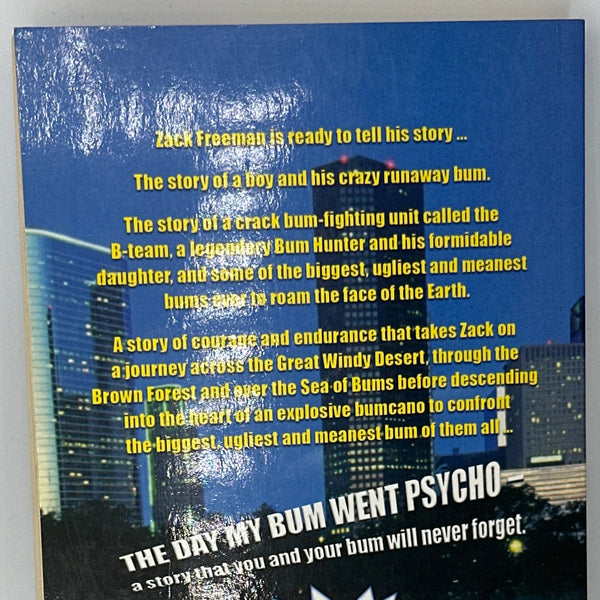 Zack Freeman is ready to tell his story ...
The story of a boy and his crazy runaway bum.
The story of a crack bum-fighting unit called the
B-team, a legendary Bum Hunter and his formidable
daughter, and some of the biggest, ugliest and meanest
bums ever to roam the face of the Earth.
A story of courage and endurance that takes Zack on
a journey across the Great Windy Desert, through the
Brown Forest and over the Sea of Bums before descending
into the heart of an explosive bumcano to confront
the biggest, ugliest and meanest bum of them all ...
THE DAY MY BUM WENT PSYCHO –
a story that you and your bum will never forget.